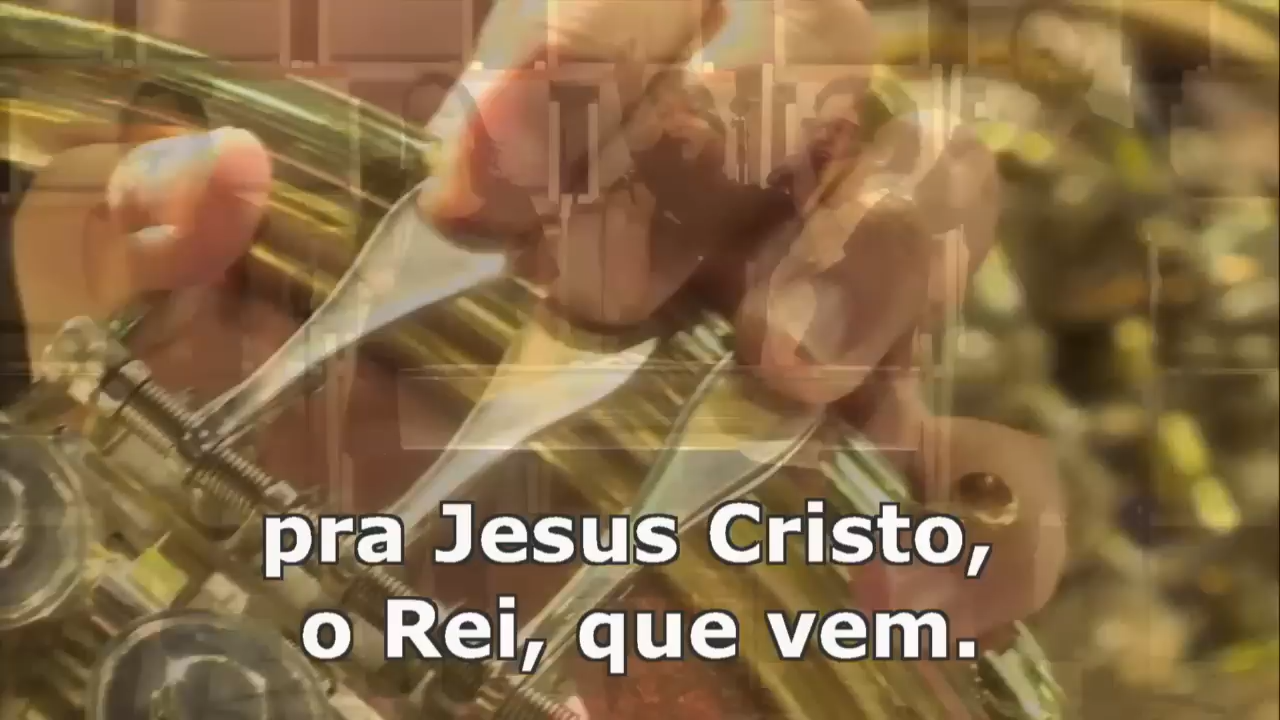 pra Jesus Cristo,
o Rei, que vem.